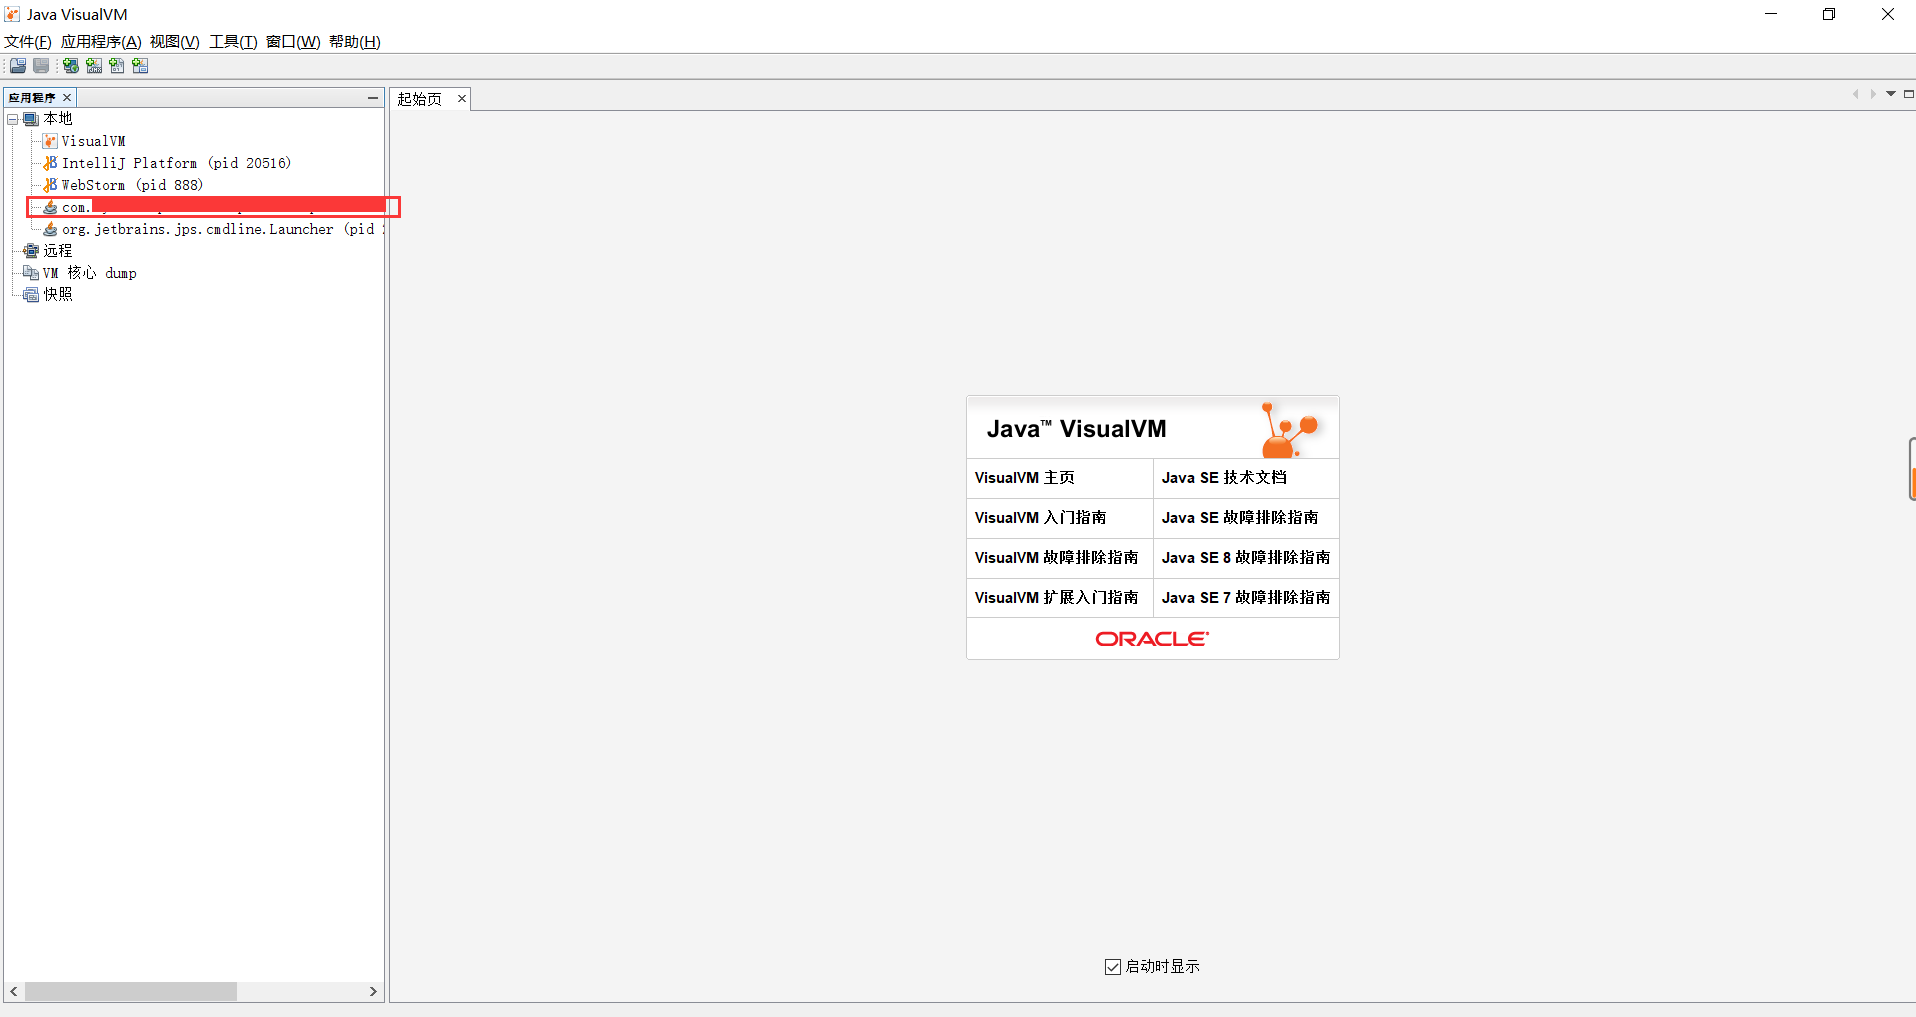 Java VisualVM
文件(F) 应用程序(A) 视图(V) 工具(T) 窗口(W) 帮助(H)
应用程序
起始页
本地
VisualVM
IntelliJ Platform (pid 20516)
WebStorm (pid 888)
com.
org.jetbrains.jps.cmdline.Launcher (pid
远程
VM 核心 dump
快照
Java™ VisualVM
VisualVM 主页
Java SE 技术文档
VisualVM 入门指南
Java SE 故障排除指南
VisualVM 故障排除指南
Java SE 8 故障排除指南
VisualVM 扩展入门指南
Java SE 7 故障排除指南
ORACLE
启动时显示